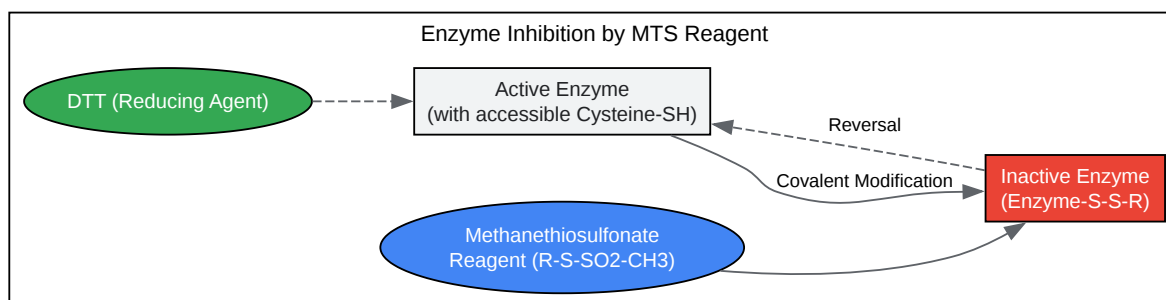 Enzyme Inhibition by MTS Reagent
DTT (Reducing Agent)
Active Enzyme
(with accessible Cysteine-SH)
Reversal
Covalent Modification
Inactive Enzyme
(Enzyme-S-S-R)
Methanethiosulfonate
Reagent (R-S-SO2-CH3)